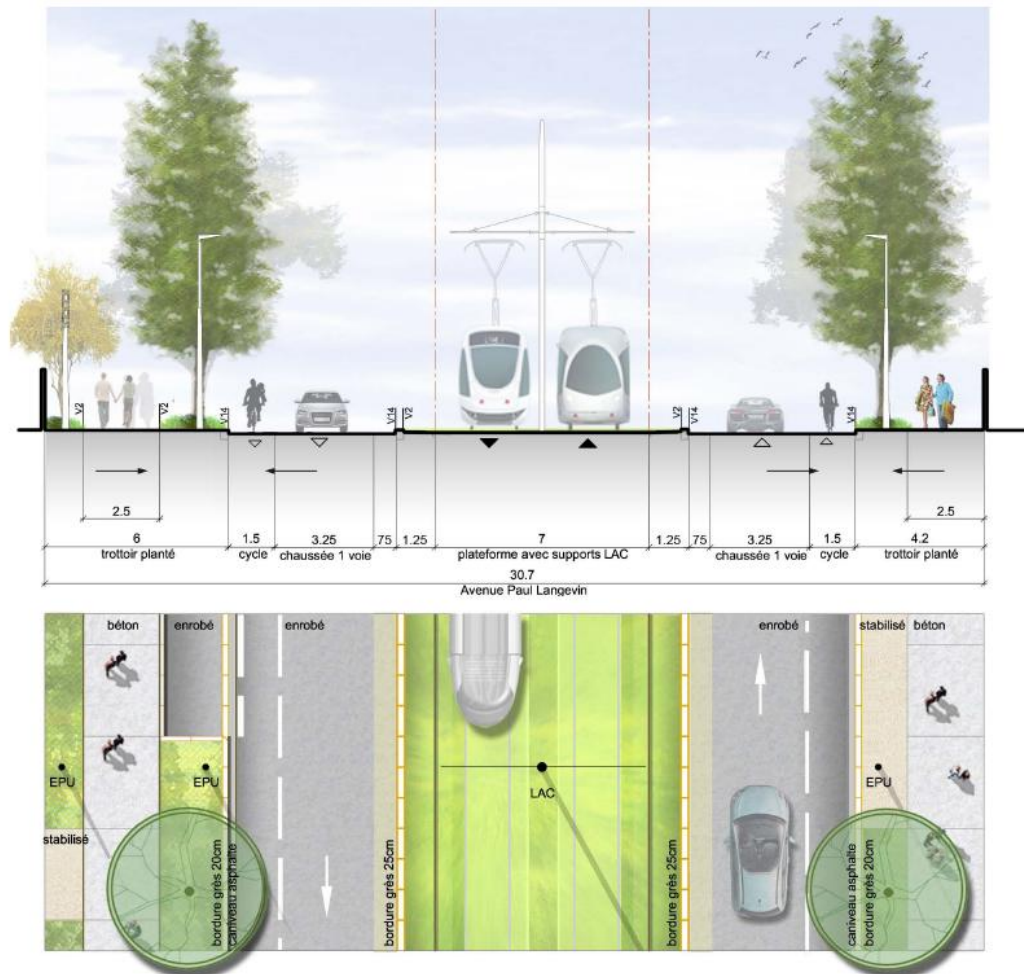 V2
V2
V14
V14
V2
V2
V14
V14
2.5
2.5
6
1.5
3.25
75
1.25
7
1.25
75
3.25
1.5
4.2
trottoir planté
cycle
chaussée 1 voie
plateforme avec supports LAC
chaussée 1 voie
cycle
trottoir planté
30.7
Avenue Paul Langevin
béton
enrobé
enrobé
enrobé
stabilisé
béton
EPU
EPU
LAC
EPU
stabilisé
bordure grès 20cm
caniveau asphalte
bordure grès 25cm
bordure grès 25cm
caniveau asphalte
bordure grès 20cm